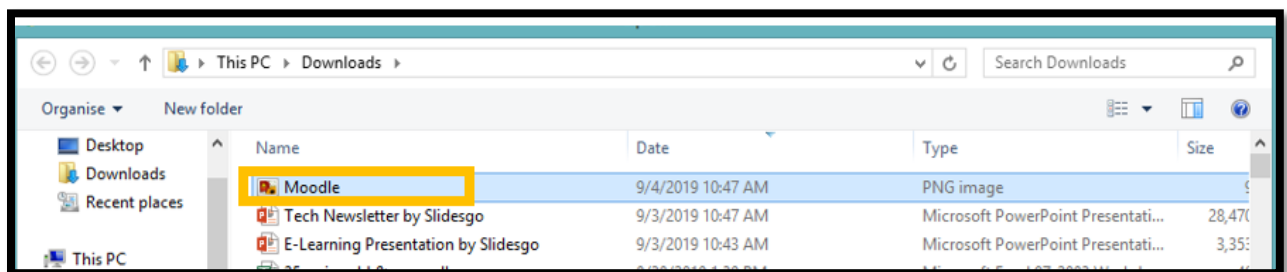 This PC Downloads Search Downloads
Organise New folder
Desktop Name Date Type Size
Downloads Moodle 9/4/2019 10:47 AM PNG image
Recent places Tech Newsletter by Slidesgo 9/3/2019 10:47 AM Microsoft PowerPoint Presentati... 28,470
E-Learning Presentation by Slidesgo 9/3/2019 10:43 AM Microsoft PowerPoint Presentati...
This PC